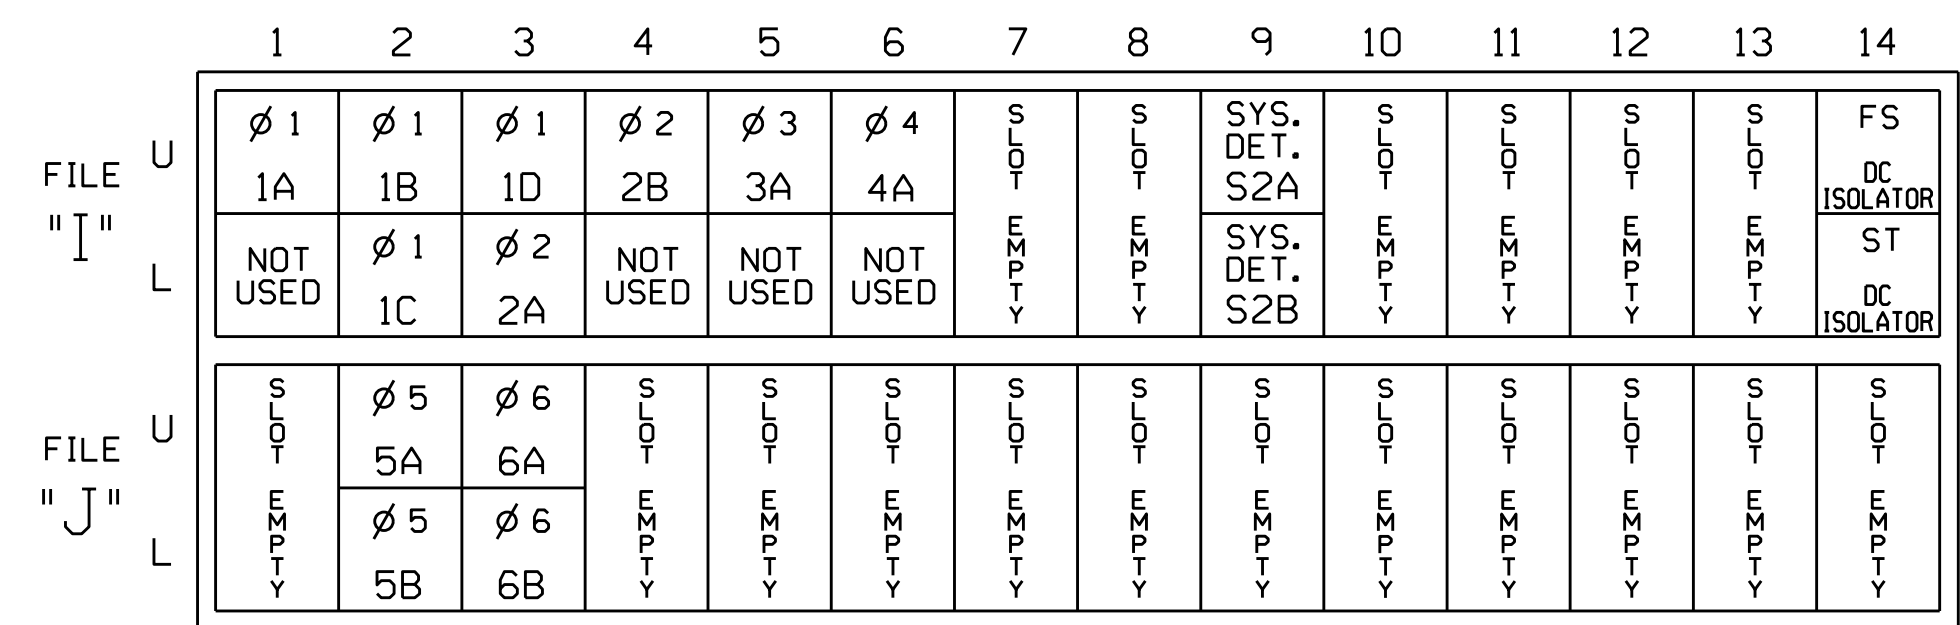 1 2 3 4 5 6 7 8 9 10 11 12 13 14
FILE
"I"
U
L
Ø 1
1A
NOT
USED
Ø 1
1B
Ø 1
1C
Ø 1
1D
Ø 2
2A
Ø 2
2B
NOT
USED
Ø 3
3A
NOT
USED
Ø 4
4A
NOT
USED
SLOT EMPTY
SLOT EMPTY
SYS.
DET.
S2A
SYS.
DET.
S2B
SLOT EMPTY
SLOT EMPTY
SLOT EMPTY
SLOT EMPTY
FS
DC
ISOLATOR
ST
DC
ISOLATOR
FILE
"J"
U
L
SLOT EMPTY
Ø 5
5A
Ø 5
5B
Ø 6
6A
Ø 6
6B
SLOT EMPTY
SLOT EMPTY
SLOT EMPTY
SLOT EMPTY
SLOT EMPTY
SLOT EMPTY
SLOT EMPTY
SLOT EMPTY
SLOT EMPTY
SLOT EMPTY
SLOT EMPTY